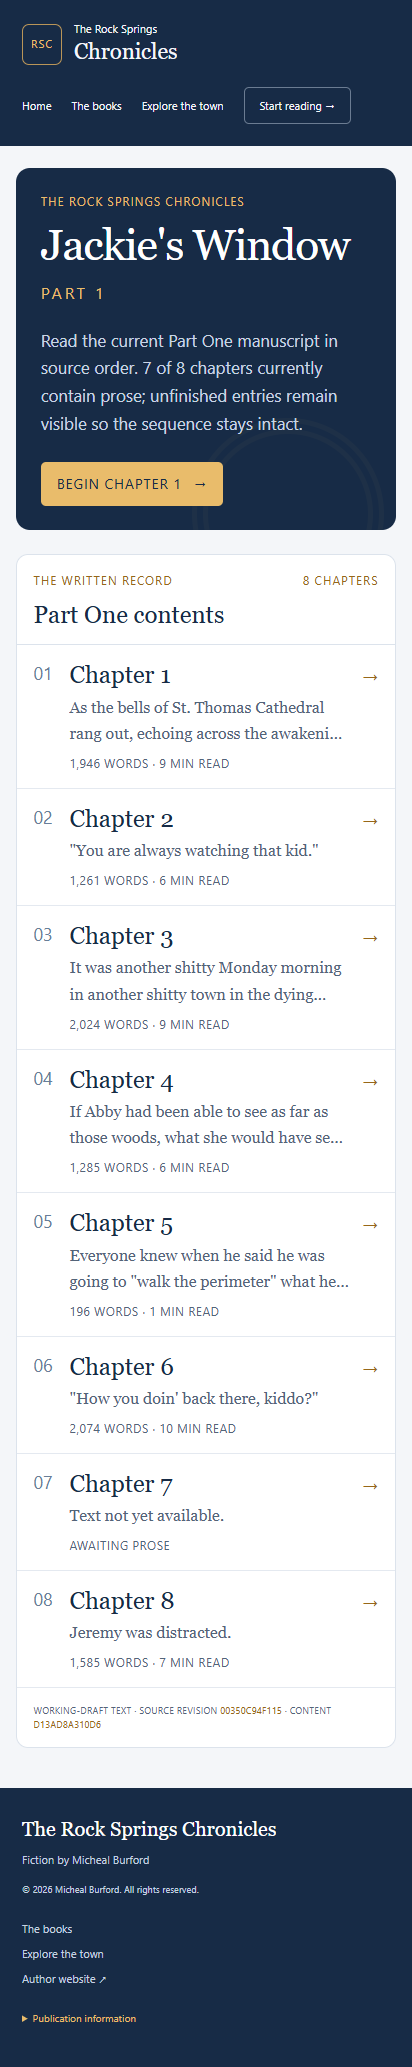 RSC
The Rock Springs
Chronicles
Home The books Explore the town Start reading →
THE ROCK SPRINGS CHRONICLES
Jackie's Window
PART 1
Read the current Part One manuscript in
source order. 7 of 8 chapters currently
contain prose; unfinished entries remain
visible so the sequence stays intact.
BEGIN CHAPTER 1 →
THE WRITTEN RECORD 8 CHAPTERS
Part One contents
01 Chapter 1 →
As the bells of St. Thomas Cathedral
rang out, echoing across the awakeni...
1,946 WORDS · 9 MIN READ
02 Chapter 2 →
"You are always watching that kid."
1,261 WORDS · 6 MIN READ
03 Chapter 3 →
It was another shitty Monday morning
in another shitty town in the dying...
2,024 WORDS · 9 MIN READ
04 Chapter 4 →
If Abby had been able to see as far as
those woods, what she would have se...
1,285 WORDS · 6 MIN READ
05 Chapter 5 →
Everyone knew when he said he was
going to "walk the perimeter" what he...
196 WORDS · 1 MIN READ
06 Chapter 6 →
"How you doin' back there, kiddo?"
2,074 WORDS · 10 MIN READ
07 Chapter 7 →
Text not yet available.
AWAITING PROSE
08 Chapter 8 →
Jeremy was distracted.
1,585 WORDS · 7 MIN READ
WORKING-DRAFT TEXT · SOURCE REVISION 00350C94F115 · CONTENT
D13AD8A310D6
The Rock Springs Chronicles
Fiction by Micheal Burford
© 2026 Micheal Burford. All rights reserved.
The books
Explore the town
Author website ↗
▶ Publication information